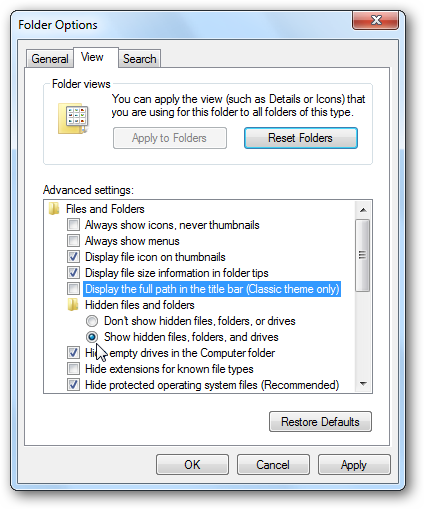 Folder Options
General
View
Search
Folder views
You can apply the view (such as Details or Icons) that
you are using for this folder to all folders of this type.
Apply to Folders
Reset Folders
Advanced settings:
Files and Folders
Always show icons, never thumbnails
Always show menus
Display file icon on thumbnails
Display file size information in folder tips
Display the full path in the title bar (Classic theme only)
Hidden files and folders
Don't show hidden files, folders, or drives
Show hidden files, folders, and drives
Hide empty drives in the Computer folder
Hide extensions for known file types
Hide protected operating system files (Recommended)
Restore Defaults
OK
Cancel
Apply